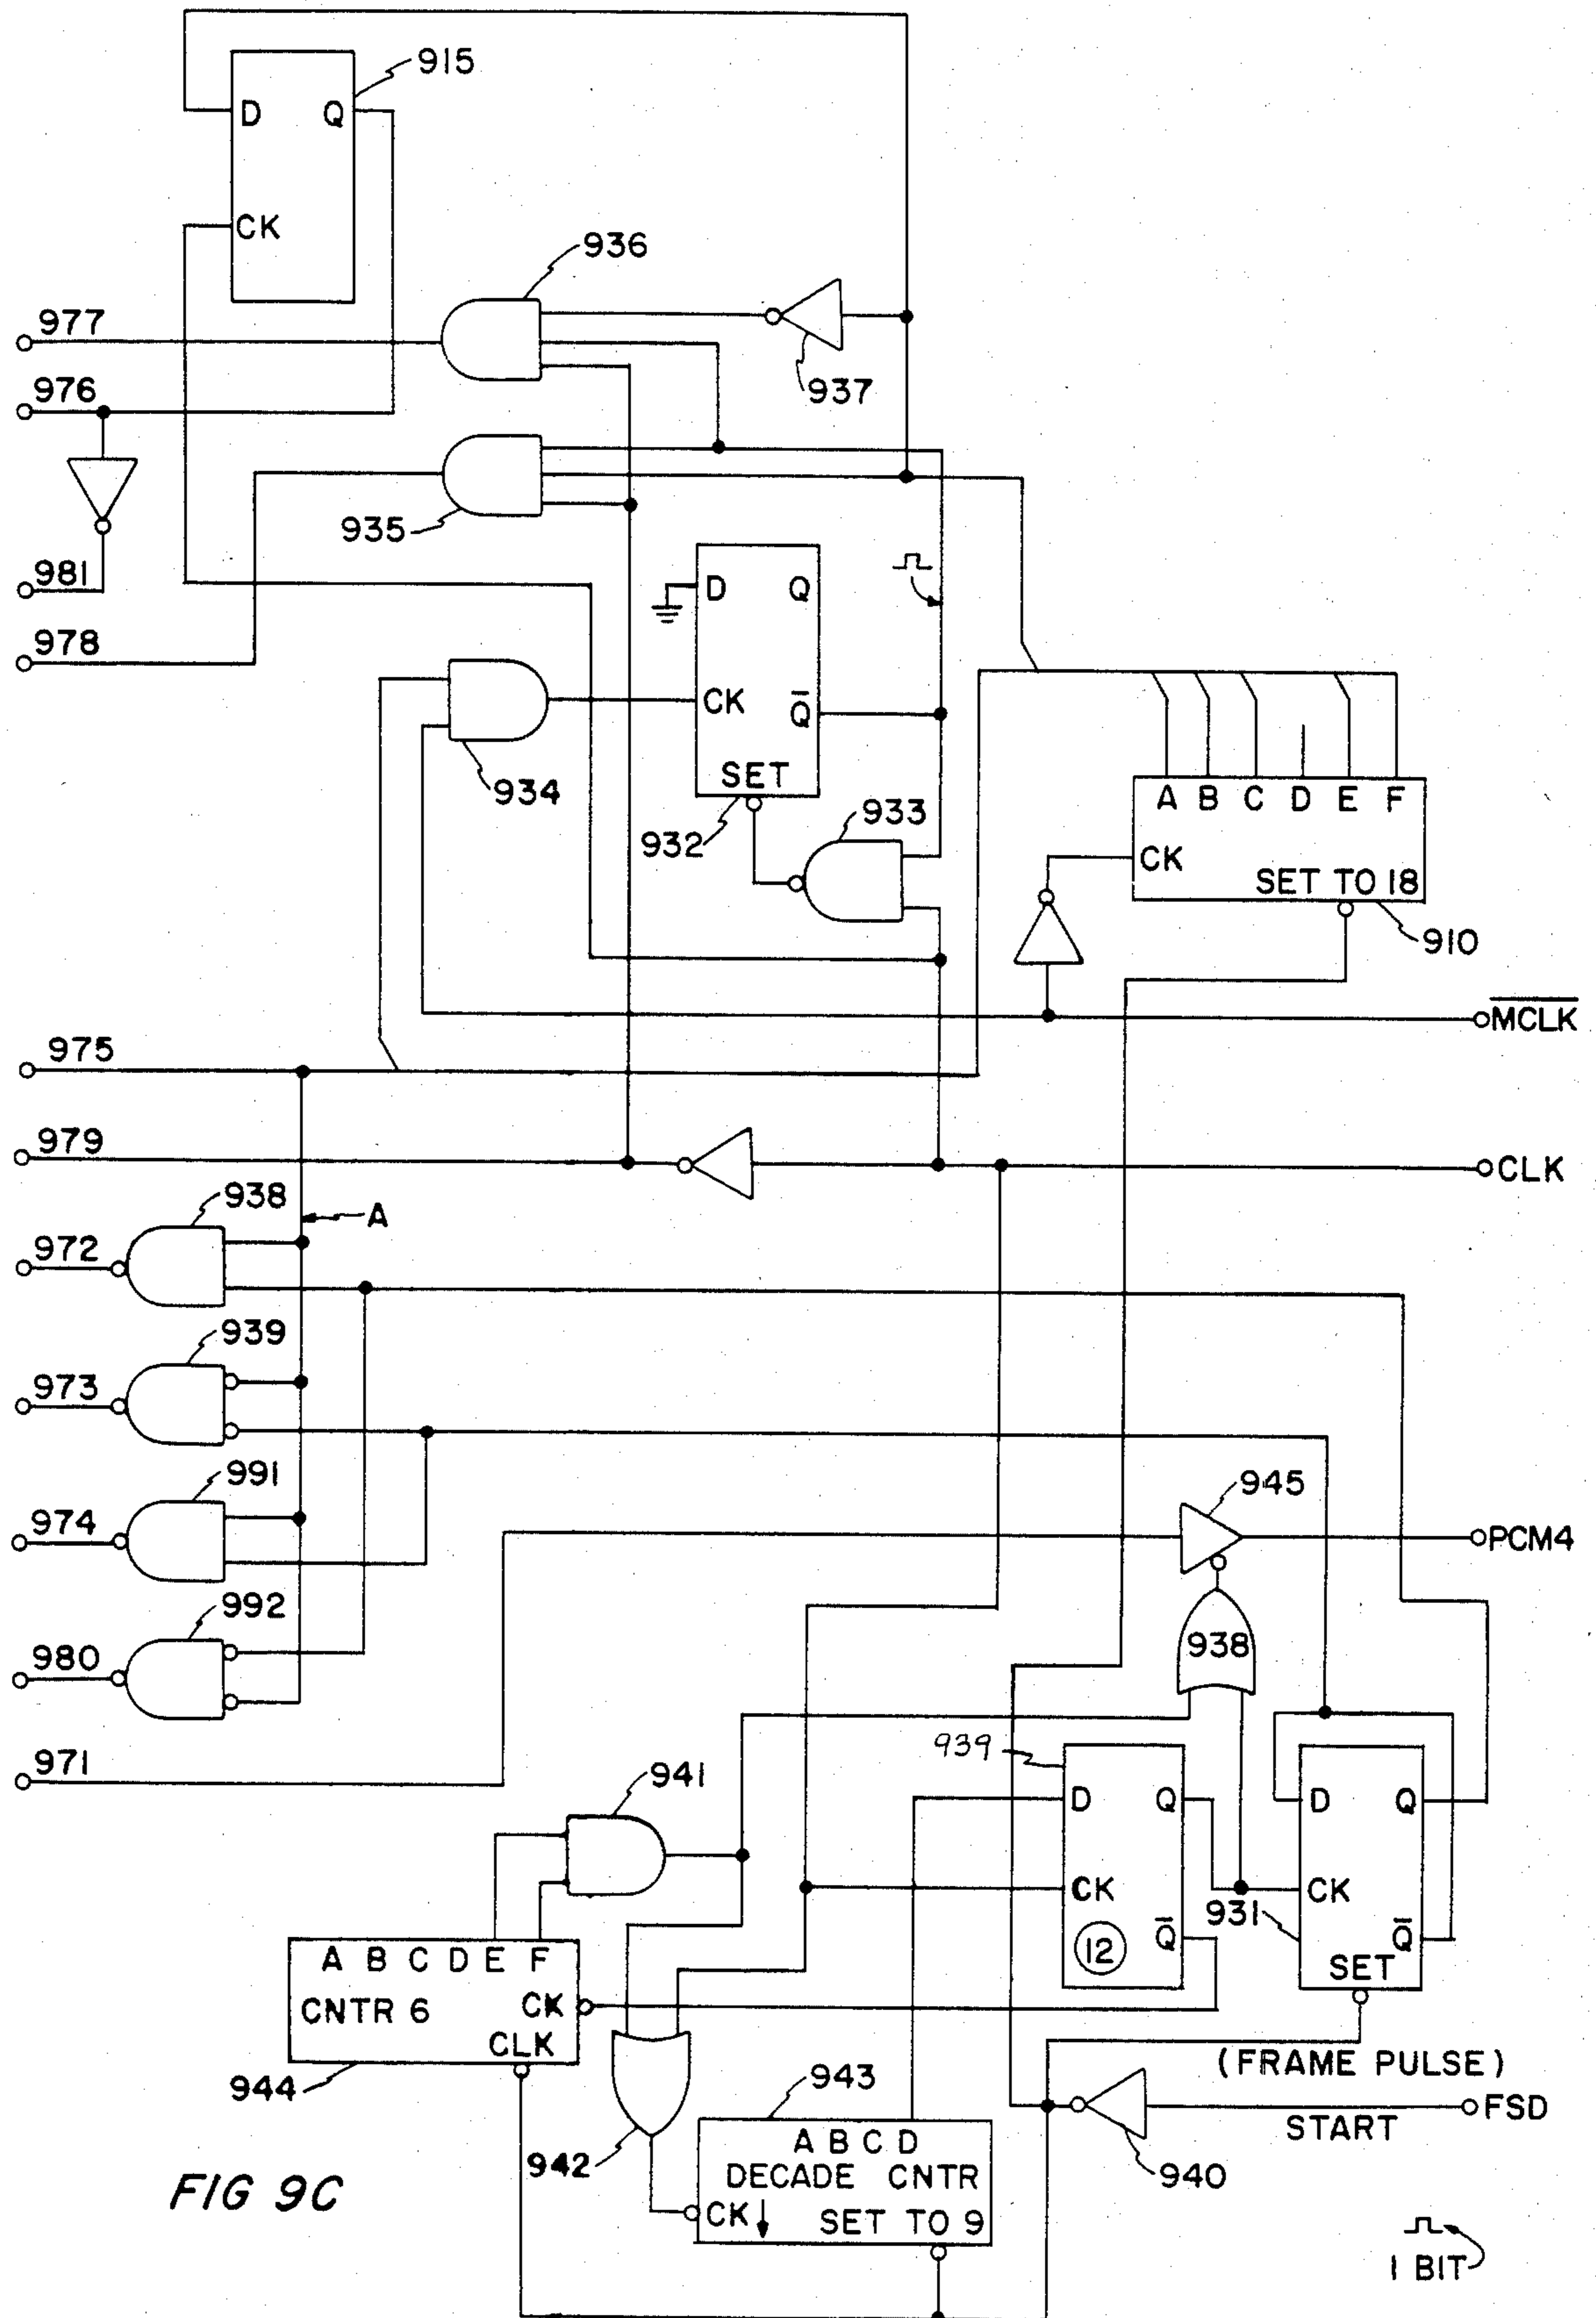 915
D Q
CK
936
977
937
976
935
981
978
D Q
CK Q̅
SET
934
932
933
A B C D E F
CK
SET TO 18
910
M̅C̅L̅K̅
975
979
CLK
938
A
972
939
973
991
974
945
PCM4
992
980
938
971
939
941
D Q
CK
12
Q̅
D Q
CK
931
Q̅
SET
A B C D E F
CNTR 6 CK
CLK
944
(FRAME PULSE)
943
FSD
START
940
942
A B C D
DECADE CNTR
CK↓ SET TO 9
FIG 9C
1 BIT